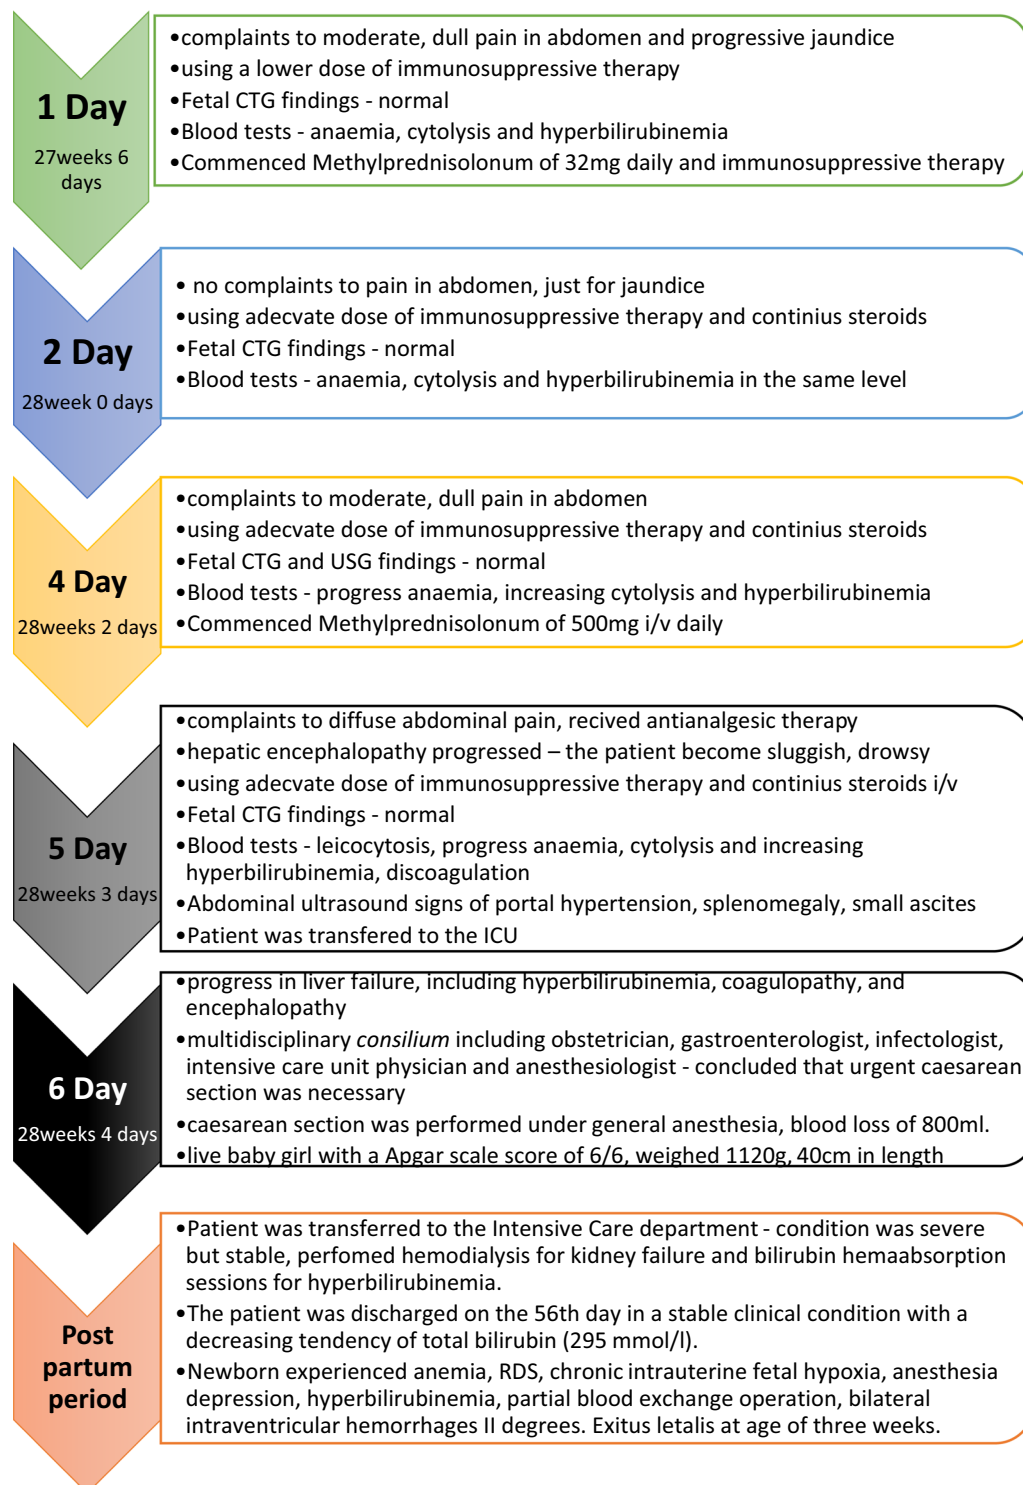 1 Day
27weeks 6
days
•complaints to moderate, dull pain in abdomen and progressive jaundice
•using a lower dose of immunosuppressive therapy
•Fetal CTG findings - normal
•Blood tests - anaemia, cytolysis and hyperbilirubinemia
•Commenced Methylprednisolonum of 32mg daily and immunosuppressive therapy
2 Day
28week 0 days
• no complaints to pain in abdomen, just for jaundice
•using adecvate dose of immunosuppressive therapy and continius steroids
•Fetal CTG findings - normal
•Blood tests - anaemia, cytolysis and hyperbilirubinemia in the same level
4 Day
28weeks 2 days
•complaints to moderate, dull pain in abdomen
•using adecvate dose of immunosuppressive therapy and continius steroids
•Fetal CTG and USG findings - normal
•Blood tests - progress anaemia, increasing cytolysis and hyperbilirubinemia
•Commenced Methylprednisolonum of 500mg i/v daily
5 Day
28weeks 3 days
•complaints to diffuse abdominal pain, recived antianalgesic therapy
•hepatic encephalopathy progressed – the patient become sluggish, drowsy
•using adecvate dose of immunosuppressive therapy and continius steroids i/v
•Fetal CTG findings - normal
•Blood tests - leicocytosis, progress anaemia, cytolysis and increasing
hyperbilirubinemia, discoagulation
•Abdominal ultrasound signs of portal hypertension, splenomegaly, small ascites
•Patient was transfered to the ICU
6 Day
28weeks 4 days
•progress in liver failure, including hyperbilirubinemia, coagulopathy, and
encephalopathy
•multidisciplinary consilium including obstetrician, gastroenterologist, infectologist,
intensive care unit physician and anesthesiologist - concluded that urgent caesarean
section was necessary
•caesarean section was performed under general anesthesia, blood loss of 800ml.
•live baby girl with a Apgar scale score of 6/6, weighed 1120g, 40cm in length
Post
partum
period
•Patient was transferred to the Intensive Care department - condition was severe
but stable, perfomed hemodialysis for kidney failure and bilirubin hemaabsorption
sessions for hyperbilirubinemia.
•The patient was discharged on the 56th day in a stable clinical condition with a
decreasing tendency of total bilirubin (295 mmol/l).
•Newborn experienced anemia, RDS, chronic intrauterine fetal hypoxia, anesthesia
depression, hyperbilirubinemia, partial blood exchange operation, bilateral
intraventricular hemorrhages II degrees. Exitus letalis at age of three weeks.